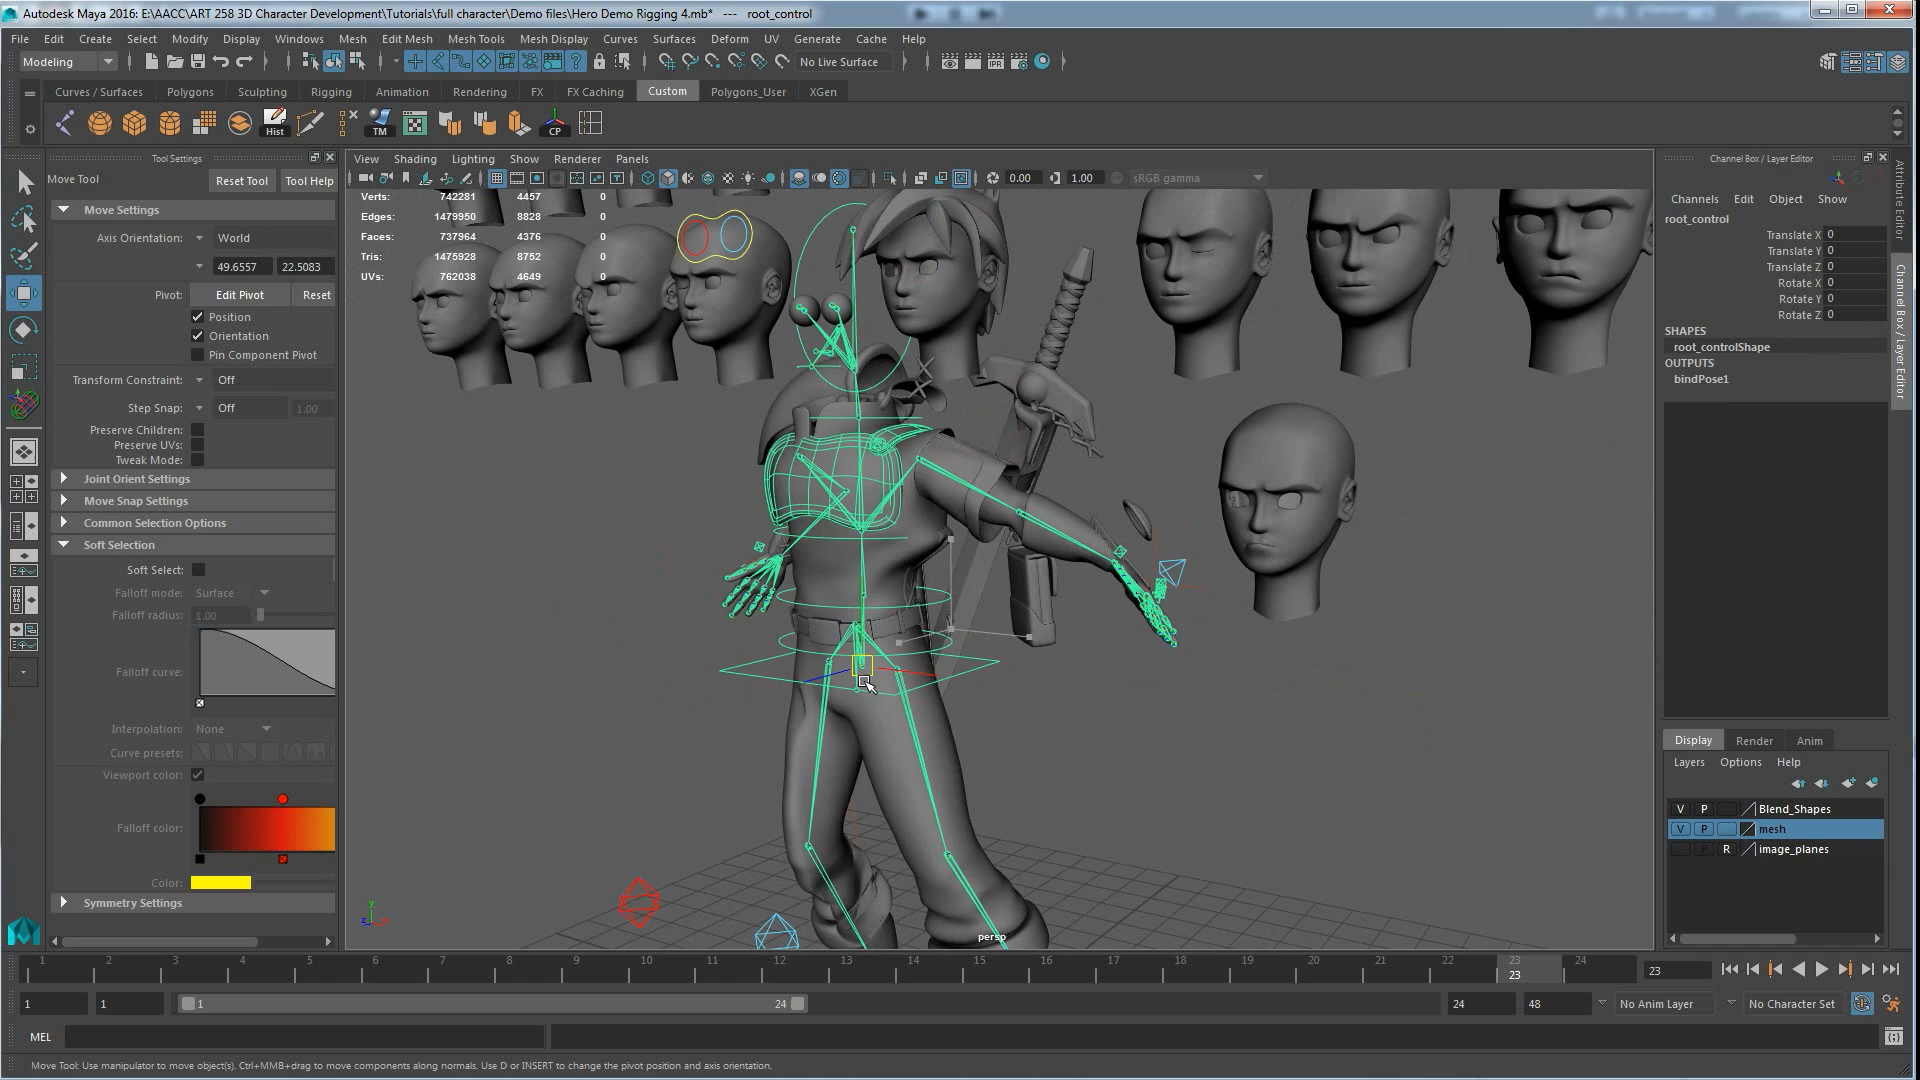 Autodesk Maya 2016: E:\AACC\ART 258 3D Character Development\Tutorials\full character\Demo files\Hero Demo Rigging 4.mb* --- root_control
File Edit Create Select Modify Display Windows Mesh Edit Mesh Mesh Tools Mesh Display Curves Surfaces Deform UV Generate Cache Help
Modeling No Live Surface IPR
Curves / Surfaces Polygons Sculpting Rigging Animation Rendering FX FX Caching Custom Polygons_User XGen
Hist TM CP
Tool Settings
Move Tool Reset Tool Tool Help
Move Settings
Axis Orientation: World
49.6557 22.5083
Pivot: Edit Pivot Reset
Position
Orientation
Pin Component Pivot
Transform Constraint: Off
Step Snap: Off 1.00
Preserve Children:
Preserve UVs:
Tweak Mode:
Joint Orient Settings
Move Snap Settings
Common Selection Options
Soft Selection
Soft Select:
Falloff mode: Surface
Falloff radius: 1.00
Falloff curve:
Interpolation: None
Curve presets:
Viewport color:
Falloff color:
Color:
Symmetry Settings
View Shading Lighting Show Renderer Panels
0.00 1.00 sRGB gamma
Verts: 742281 4457 0
Edges: 1479950 8828 0
Faces: 737964 4376 0
Tris: 1475928 8752 0
UVs: 762038 4649 0
y
z x
persp
Channel Box / Layer Editor
Channels Edit Object Show
root_control
Translate X 0
Translate Y 0
Translate Z 0
Rotate X 0
Rotate Y 0
Rotate Z 0
SHAPES
root_controlShape
OUTPUTS
bindPose1
Attribute Editor
Channel Box / Layer Editor
Display Render Anim
Layers Options Help
V P Blend_Shapes
V P mesh
P R image_planes
1 2 3 4 5 6 7 8 9 10 11 12 13 14 15 16 17 18 19 20 21 22 23 24
23 23
1 1 1 24 24 48 No Anim Layer No Character Set
MEL
Move Tool: Use manipulator to move object(s). Ctrl+MMB+drag to move components along normals. Use D or INSERT to change the pivot position and axis orientation.